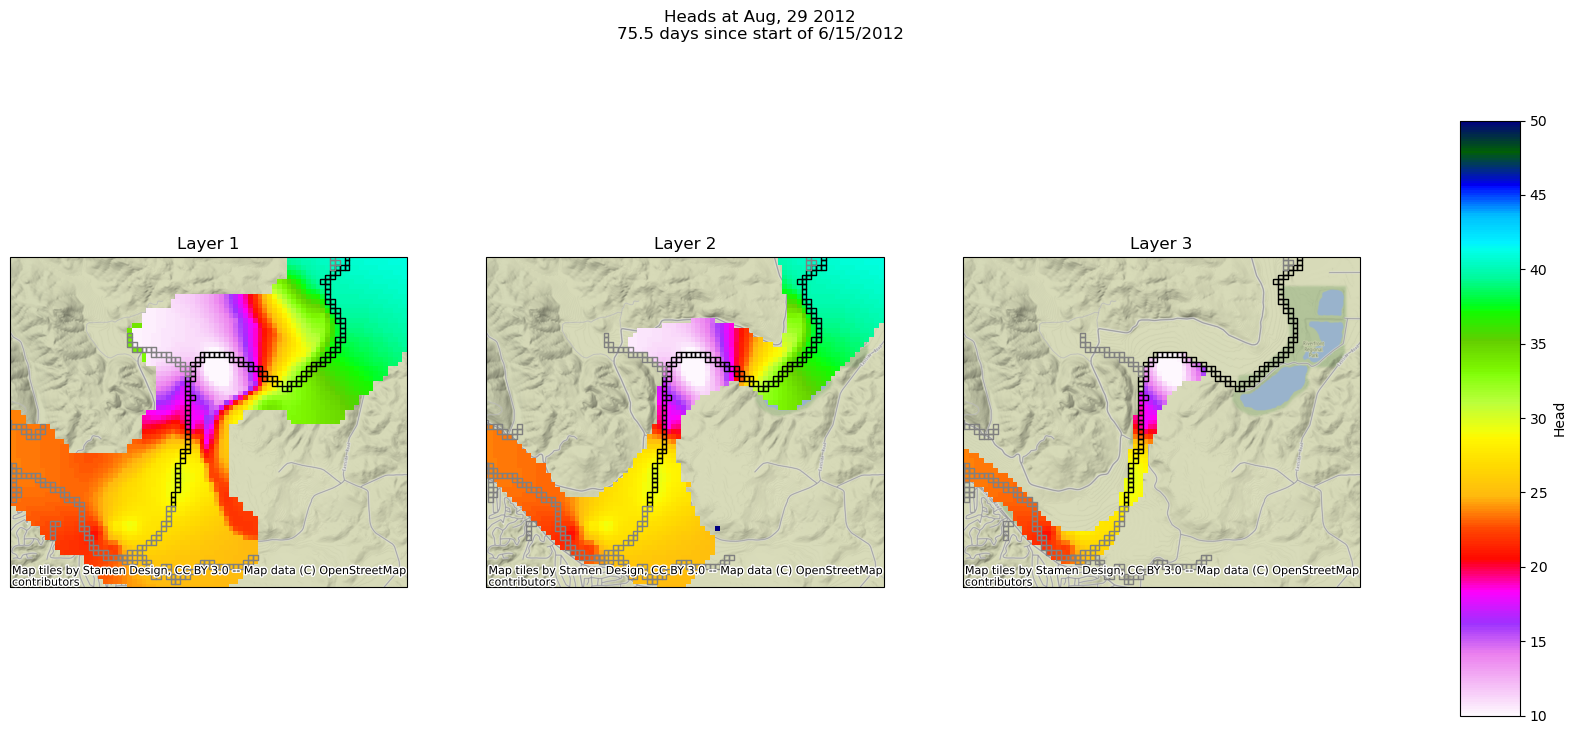 Heads at Aug, 29 2012
75.5 days since start of 6/15/2012
Layer 1
Map tiles by Stamen Design, CC BY 3.0 -- Map data (C) OpenStreetMap
contributors
Layer 2
Map tiles by Stamen Design, CC BY 3.0 -- Map data (C) OpenStreetMap
contributors
Layer 3
Map tiles by Stamen Design, CC BY 3.0 -- Map data (C) OpenStreetMap
contributors
50
45
40
35
30
25
20
15
10
Head